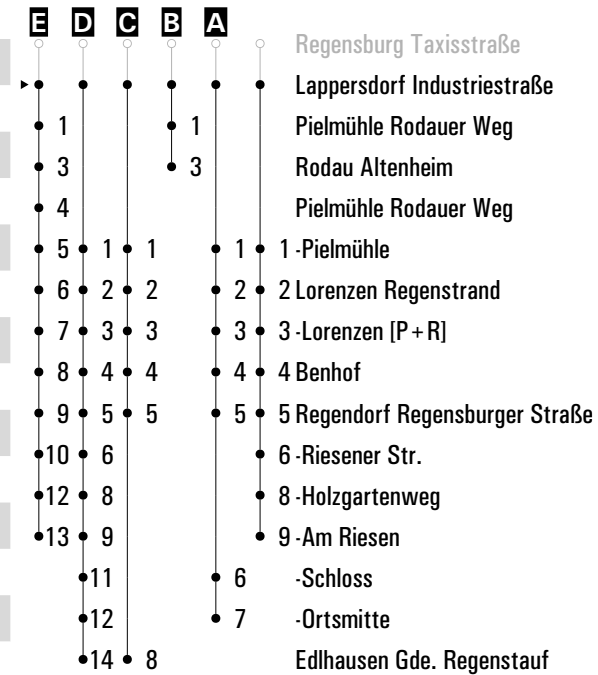 E D C B A
Regensburg Taxisstraße
Lappersdorf Industriestraße
1 1 Pielmühle Rodauer Weg
3 3 Rodau Altenheim
4 Pielmühle Rodauer Weg
5 1 1 1 1 -Pielmühle
6 2 2 2 2 Lorenzen Regenstrand
7 3 3 3 3 -Lorenzen [P+R]
8 4 4 4 4 Benhof
9 5 5 5 5 Regendorf Regensburger Straße
10 6 6 -Riesener Str.
12 8 8 -Holzgartenweg
13 9 9 -Am Riesen
11 6 -Schloss
12 7 -Ortsmitte
14 8 Edlhausen Gde. Regenstauf